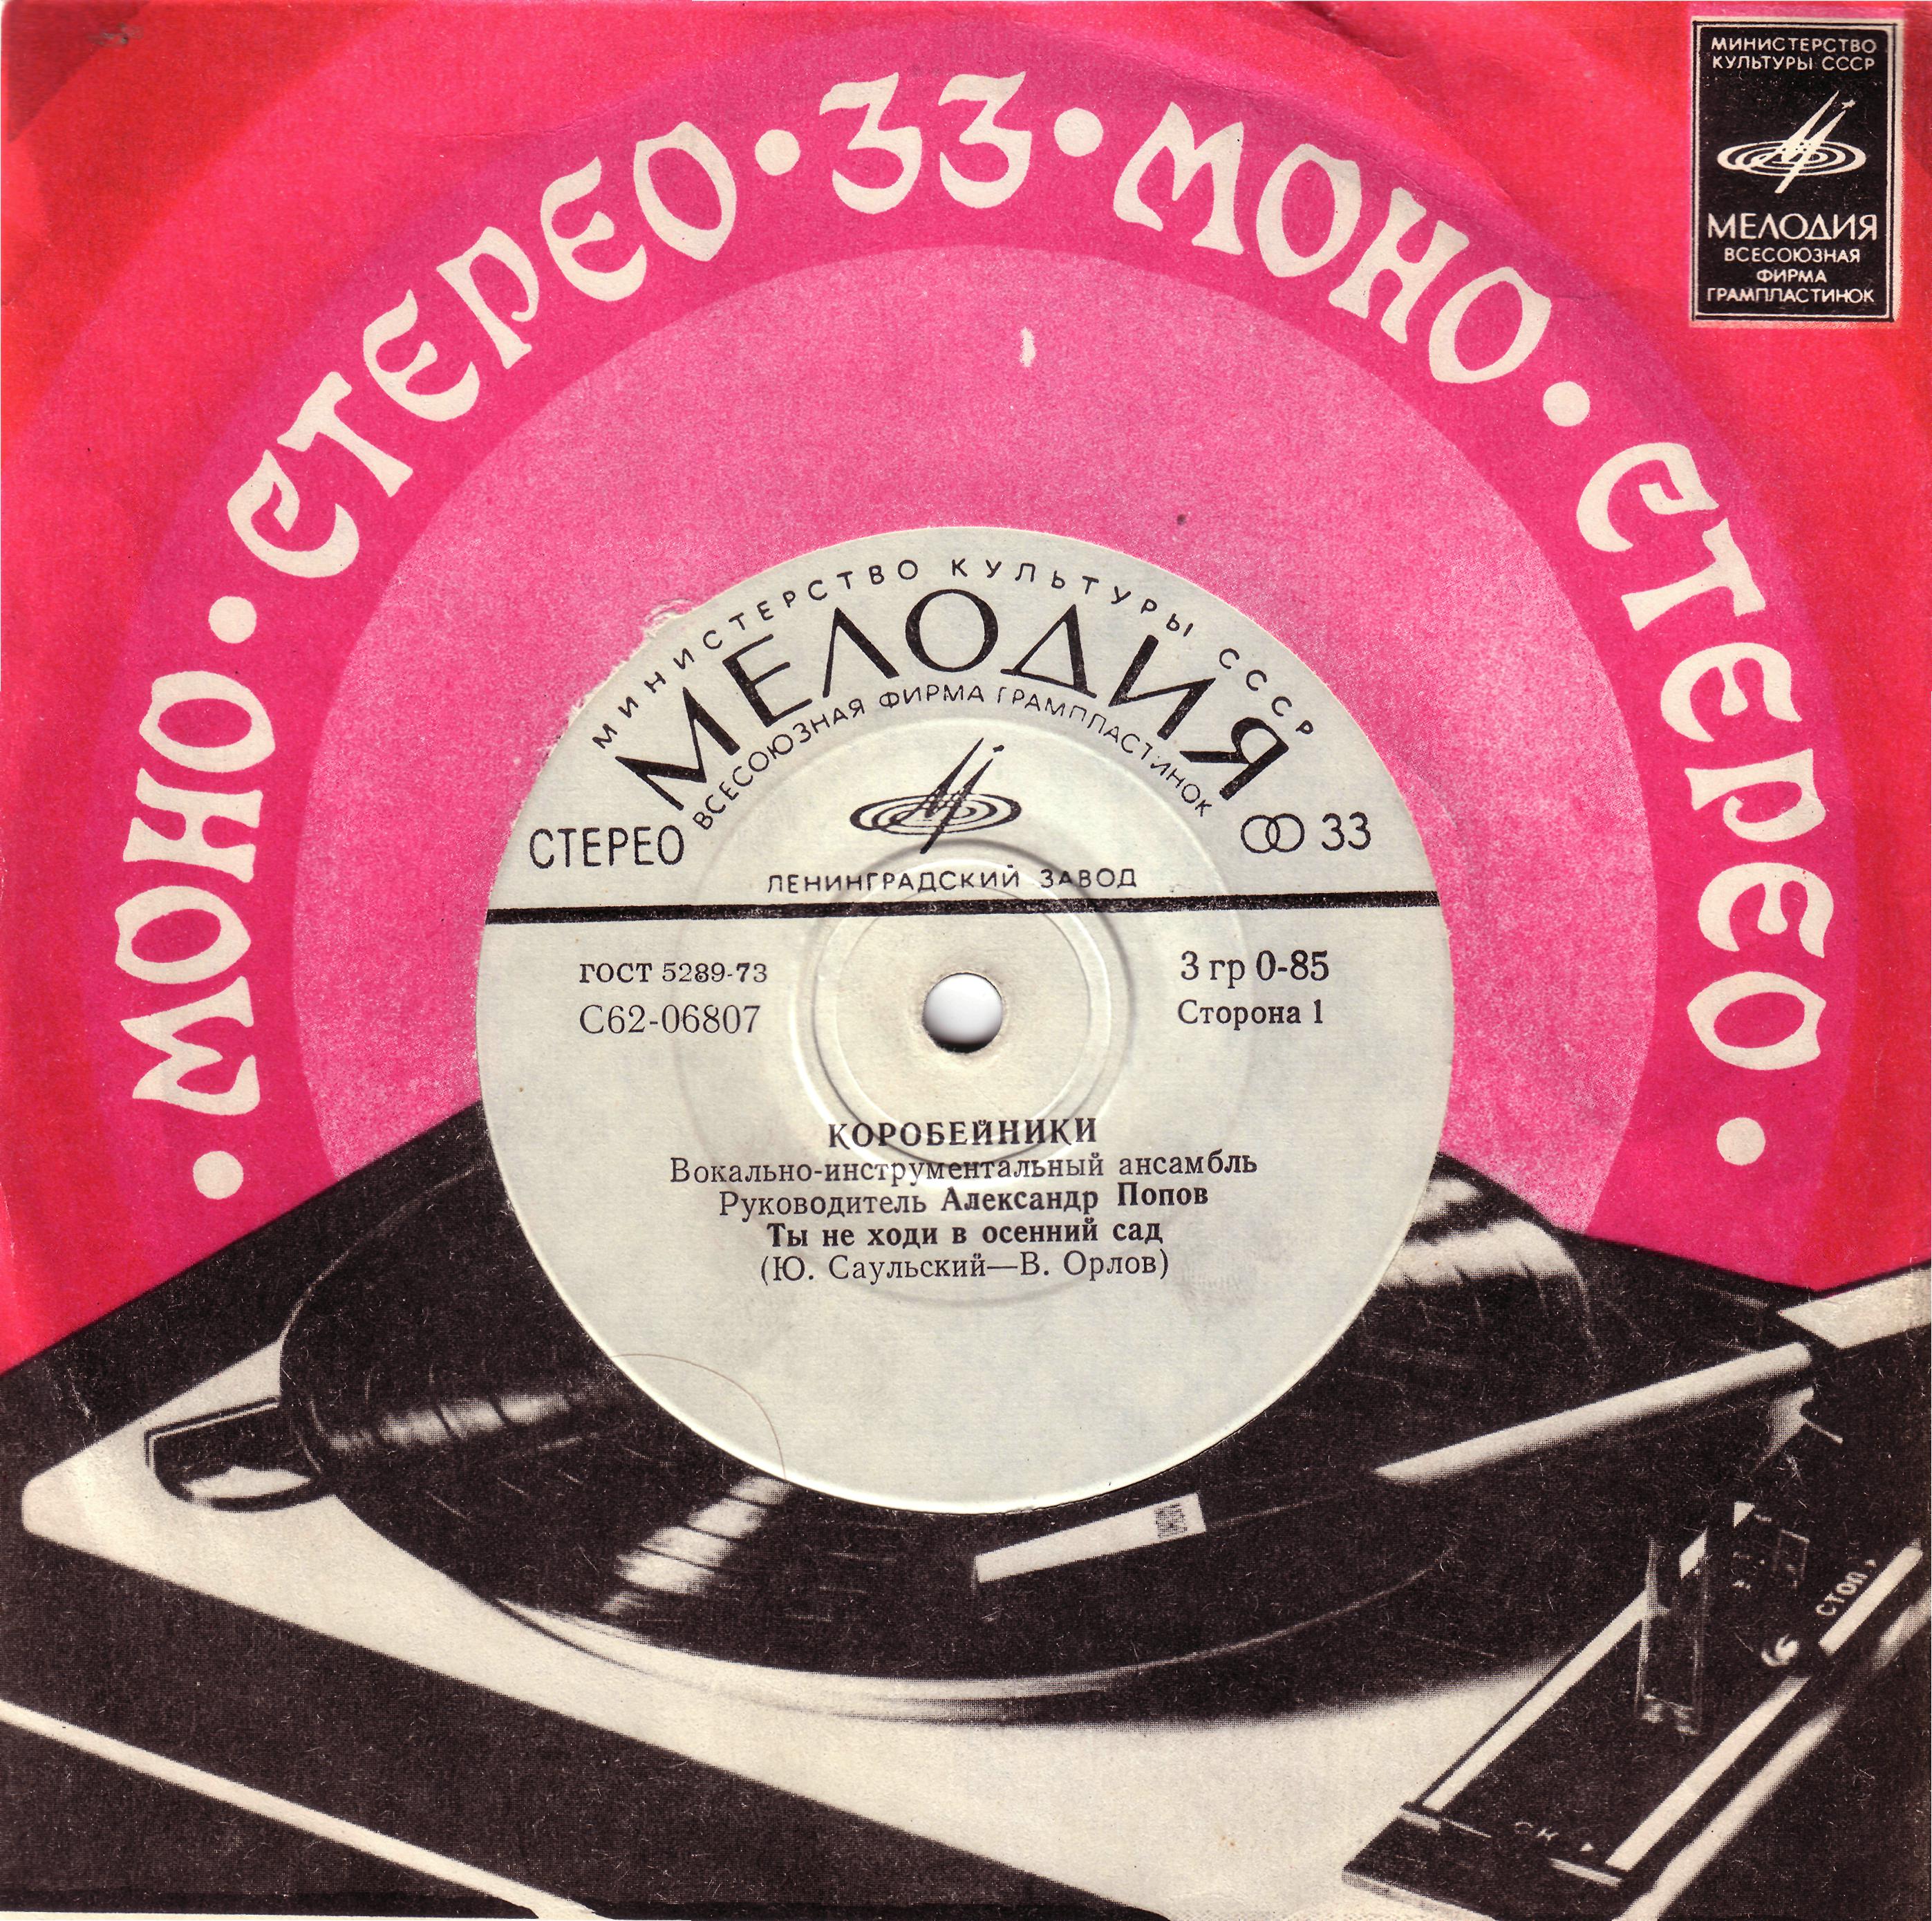 • МОНО • СТЕРЕО • 33 • МОНО • СТЕРЕО •
МИНИСТЕРСТВО
КУЛЬТУРЫ СССР
МЕЛОДИЯ
ВСЕСОЮЗНАЯ
ФИРМА
ГРАМПЛАСТИНОК
МИНИСТЕРСТВО КУЛЬТУРЫ СССР
МЕЛОДИЯ
ВСЕСОЮЗНАЯ ФИРМА ГРАМПЛАСТИНОК
СТЕРЕО
33
ЛЕНИНГРАДСКИЙ ЗАВОД
ГОСТ 5289-73
С62-06807
3 гр 0-85
Сторона 1
КОРОБЕЙНИКИ
Вокально-инструментальный ансамбль
Руководитель Александр Попов
Ты не ходи в осенний сад
(Ю. Саульский—В. Орлов)
СТОП